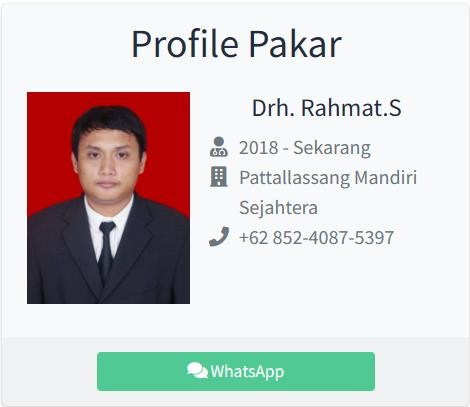 Profile Pakar
Drh. Rahmat.S
2018 - Sekarang
Pattallassang Mandiri
Sejahtera
+62 852-4087-5397
WhatsApp